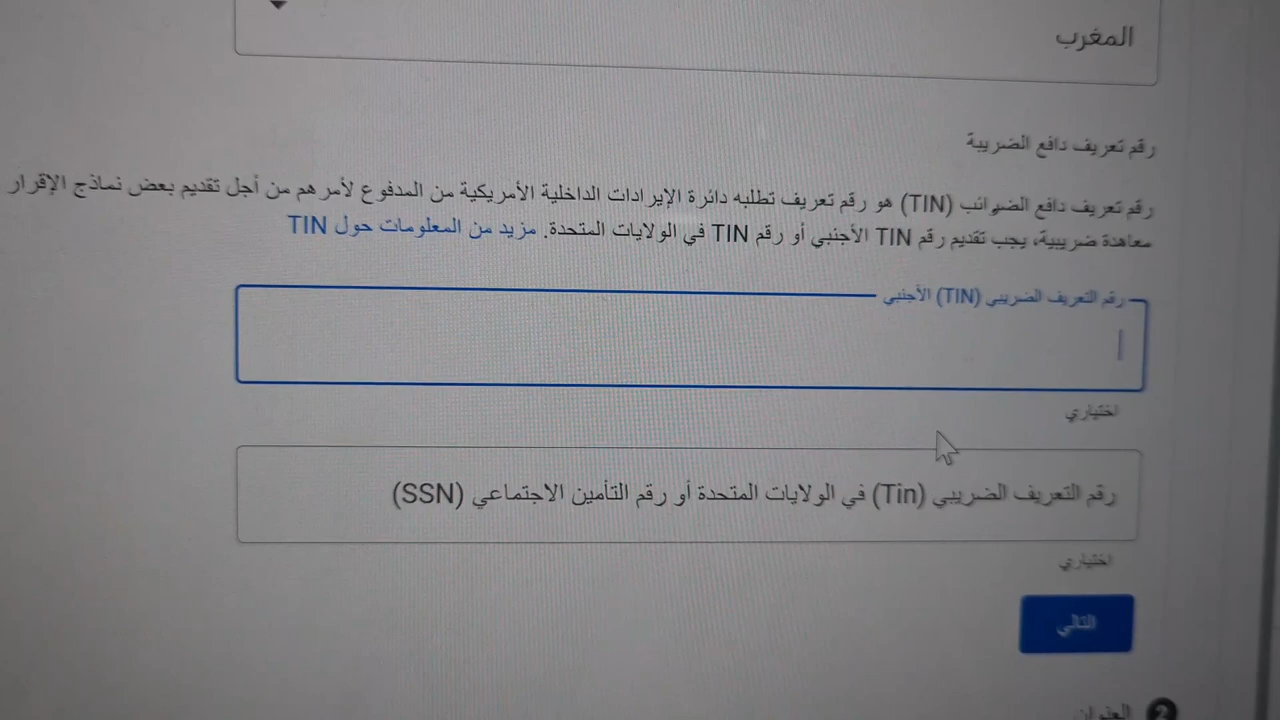 المغرب
رقم تعريف دافع الضريبة
رقم تعريف دافع الضرائب (TIN) هو رقم تعريف تطلبه دائرة الإيرادات الداخلية الأمريكية من المدفوع لأمرهم من أجل تقديم بعض نماذج الإقرار
معاهدة ضريبية، يجب تقديم رقم TIN الأجنبي أو رقم TIN في الولايات المتحدة. مزيد من المعلومات حول TIN
رقم التعريف الضريبي (TIN) الأجنبي
اختياري
رقم التعريف الضريبي (Tin) في الولايات المتحدة أو رقم التأمين الاجتماعي (SSN)
اختياري
التالي
2 العنوان